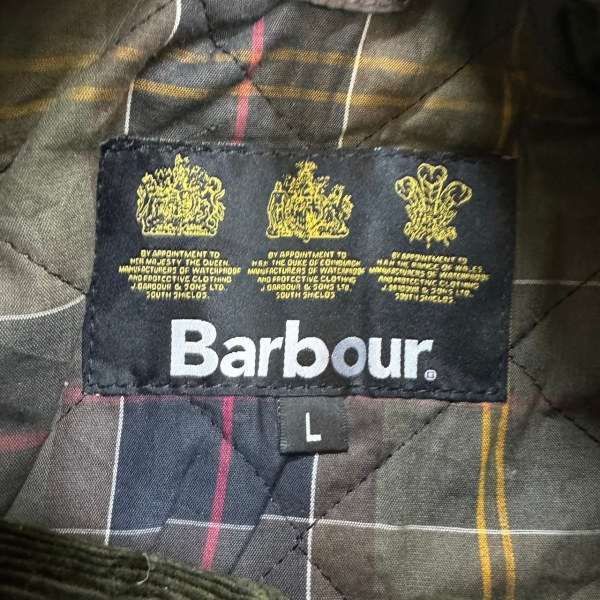 BY APPOINTMENT TO
HER MAJESTY THE QUEEN
MANUFACTURERS OF WATERPROOF
AND PROTECTIVE CLOTHING
J. BARBOUR & SONS LTD.
SOUTH SHIELDS.
BY APPOINTMENT TO
H.R.H. THE DUKE OF EDINBURGH
MANUFACTURERS OF WATERPROOF
AND PROTECTIVE CLOTHING
J. BARBOUR & SONS LTD.
SOUTH SHIELDS.
BY APPOINTMENT TO
H.R.H. THE PRINCE OF WALES
MANUFACTURERS OF WATERPROOF
AND PROTECTIVE CLOTHING
J. BARBOUR & SONS LTD.
SOUTH SHIELDS.
Barbour®
L